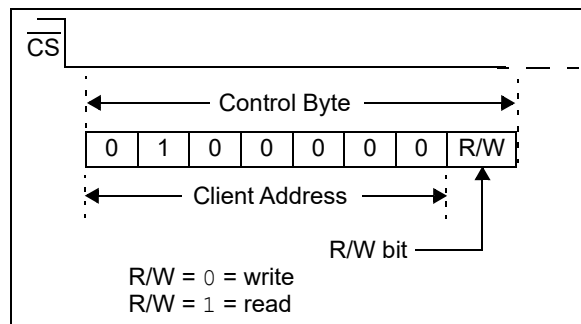 CS
Control Byte
0 1 0 0 0 0 0 R/W
Client Address
R/W bit
R/W = 0 = write
R/W = 1 = read